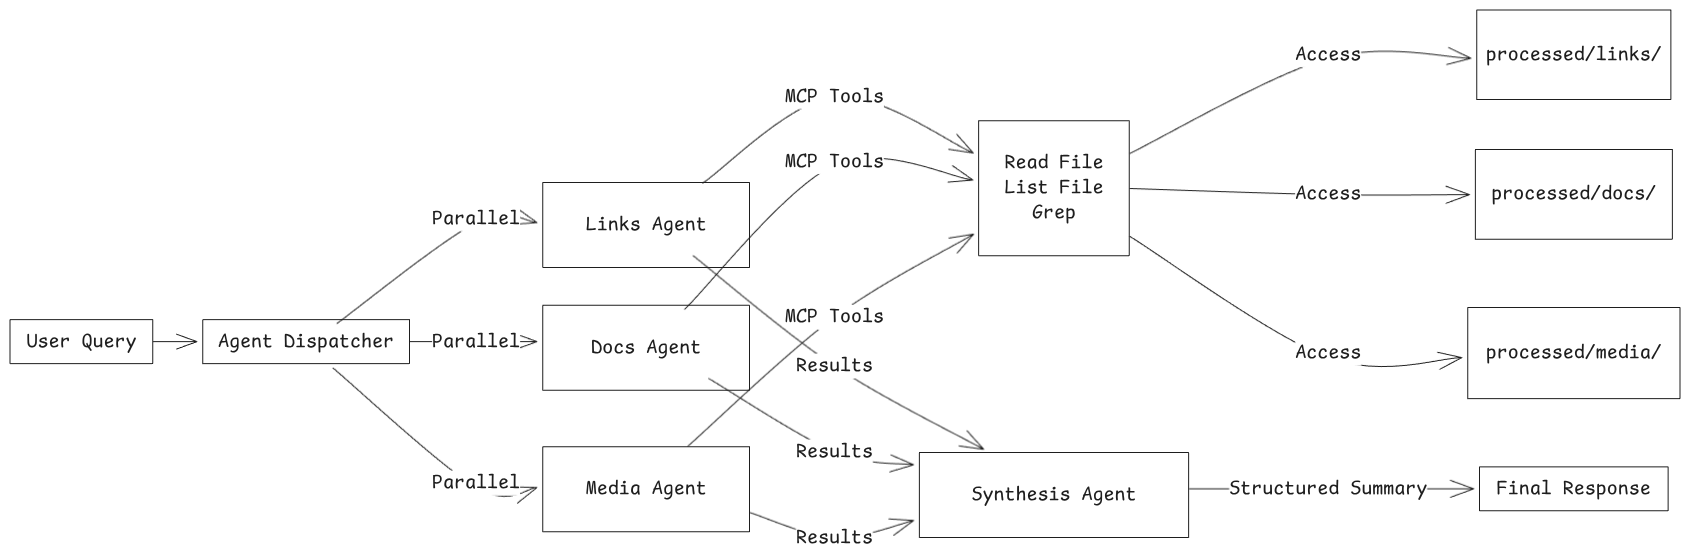 User Query
Agent Dispatcher
Parallel
Parallel
Parallel
Links Agent
Docs Agent
Media Agent
MCP Tools
MCP Tools
MCP Tools
Results
Results
Results
Read File
List File
Grep
Access
Access
Access
processed/links/
processed/docs/
processed/media/
Synthesis Agent
Structured Summary
Final Response